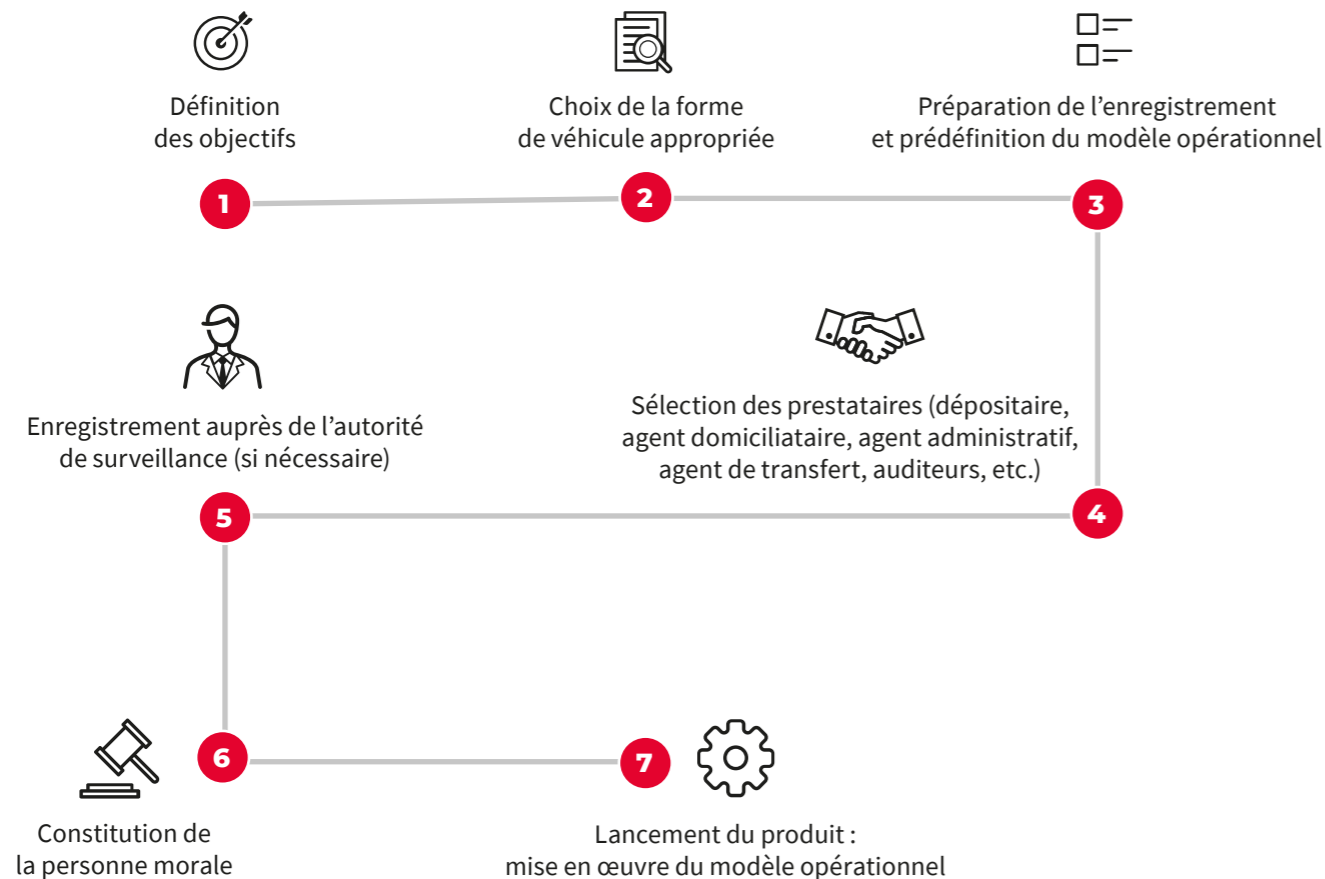 Définition
des objectifs
1
Choix de la forme
de véhicule appropriée
2
Préparation de l’enregistrement
et prédéfinition du modèle opérationnel
3
Sélection des prestataires (dépositaire,
agent domiciliataire, agent administratif,
agent de transfert, auditeurs, etc.)
4
Enregistrement auprès de l’autorité
de surveillance (si nécessaire)
5
6
Constitution de
la personne morale
7
Lancement du produit :
mise en œuvre du modèle opérationnel